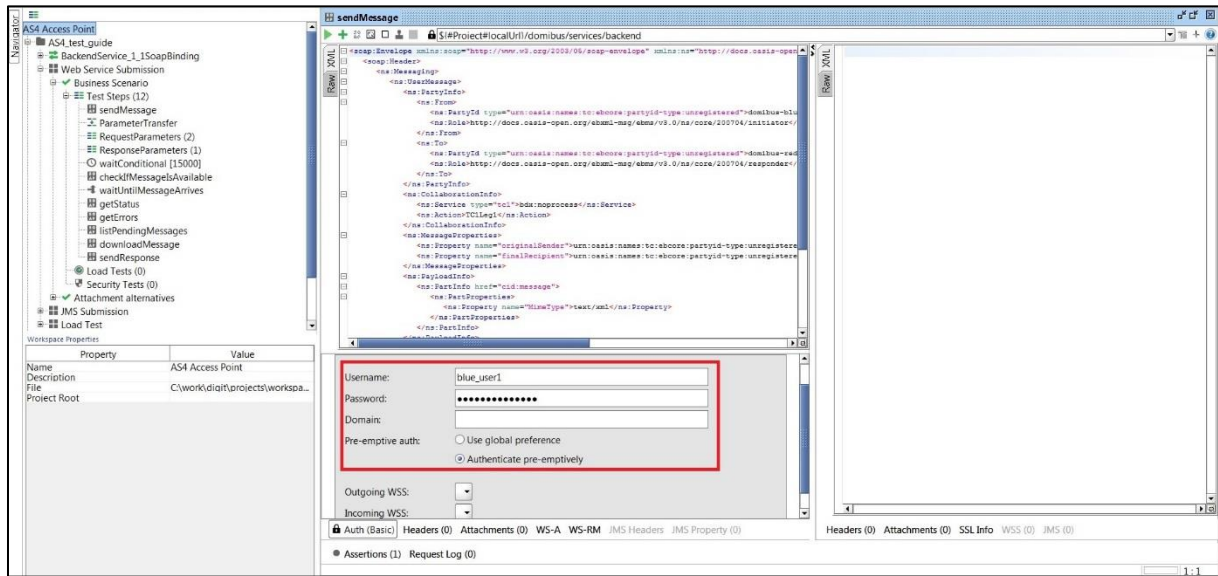 Navigator
AS4 Access Point
AS4_test_guide
BackendService_1_1SoapBinding
Web Service Submission
Business Scenario
Test Steps (12)
sendMessage
ParameterTransfer
RequestParameters (2)
ResponseParameters (1)
waitConditional [15000]
checkIfMessageIsAvailable
waitUntilMessageArrives
getStatus
getErrors
listPendingMessages
downloadMessage
sendResponse
Load Tests (0)
Security Tests (0)
Attachment alternatives
JMS Submission
Load Test
Workspace Properties
Property Value
Name AS4 Access Point
Description
File C:\work\digit\projects\workspa...
Project Root
sendMessage
${#Project#localUrl}/domibus/services/backend
XML
Raw
<soap:Envelope xmlns:soap="http://www.w3.org/2003/05/soap-envelope" xmlns:ns="http://docs.oasis-open
<soap:Header>
<ns:Messaging>
<ns:UserMessage>
<ns:PartyInfo>
<ns:From>
<ns:PartyId type="urn:oasis:names:tc:ebcore:partyid-type:unregistered">domibus-blu
<ns:Role>http://docs.oasis-open.org/ebxml-msg/ebms/v3.0/ns/core/200704/initiator</
</ns:From>
<ns:To>
<ns:PartyId type="urn:oasis:names:tc:ebcore:partyid-type:unregistered">domibus-red
<ns:Role>http://docs.oasis-open.org/ebxml-msg/ebms/v3.0/ns/core/200704/responder</
</ns:To>
</ns:PartyInfo>
<ns:CollaborationInfo>
<ns:Service type="tc1">bdx:noprocess</ns:Service>
<ns:Action>TC1Leg1</ns:Action>
</ns:CollaborationInfo>
<ns:MessageProperties>
<ns:Property name="originalSender">urn:oasis:names:tc:ebcore:partyid-type:unregistere
<ns:Property name="finalRecipient">urn:oasis:names:tc:ebcore:partyid-type:unregistere
</ns:MessageProperties>
<ns:PayloadInfo>
<ns:PartInfo href="cid:message">
<ns:PartProperties>
<ns:Property name="MimeType">text/xml</ns:Property>
</ns:PartProperties>
</ns:PartInfo>
</ns:PayloadInfo>
Username: blue_user1
Password: ••••••••••••••
Domain:
Pre-emptive auth: Use global preference
Authenticate pre-emptively
Outgoing WSS:
Incoming WSS:
Auth (Basic) Headers (0) Attachments (0) WS-A WS-RM JMS Headers JMS Property (0)
Assertions (1) Request Log (0)
XML
Raw
Headers (0) Attachments (0) SSL Info WSS (0) JMS (0)
1:1